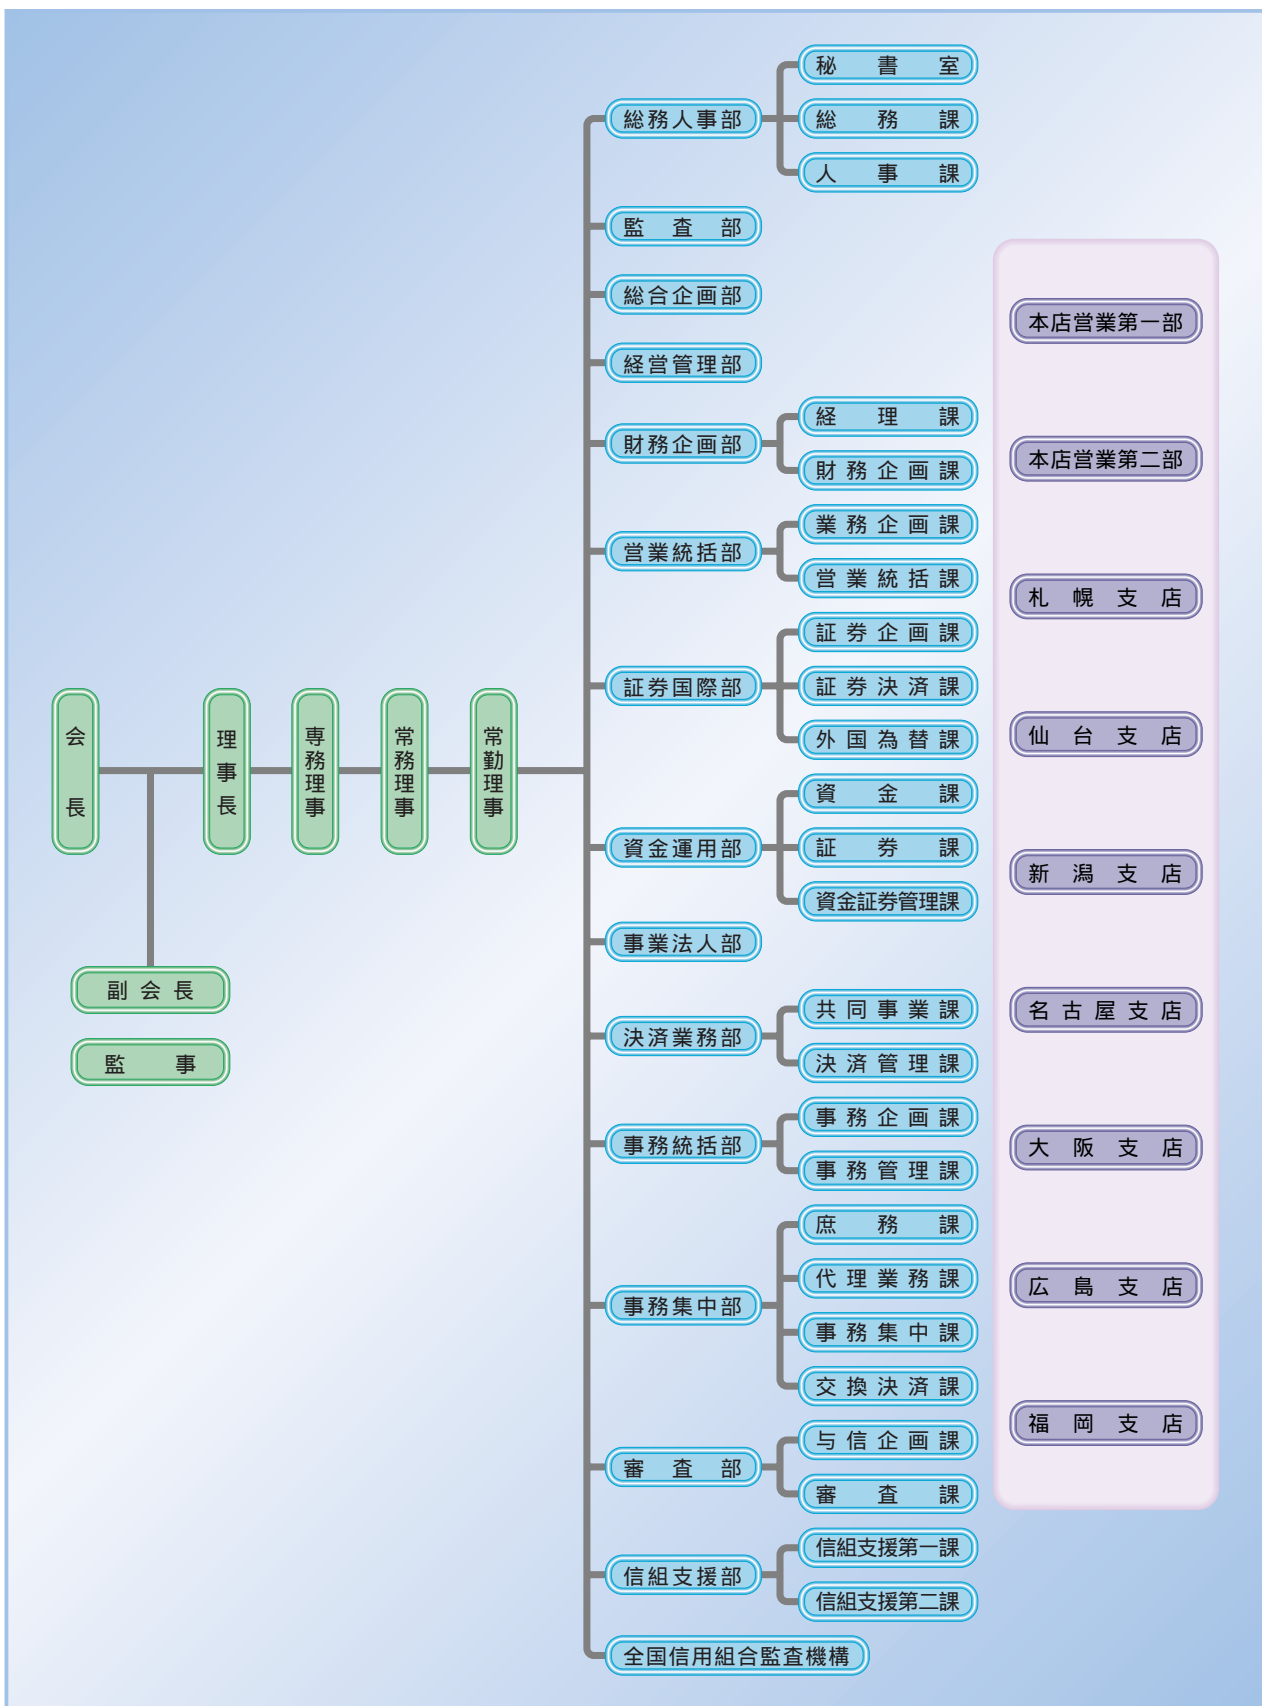 会長
副会長
監事
理事長
専務理事
常務理事
常勤理事
総務人事部
秘書室
総務課
人事課
監査部
総合企画部
経営管理部
財務企画部
経理課
財務企画課
営業統括部
業務企画課
営業統括課
証券国際部
証券企画課
証券決済課
外国為替課
資金運用部
資金課
証券課
資金証券管理課
事業法人部
決済業務部
共同事業課
決済管理課
事務統括部
事務企画課
事務管理課
事務集中部
庶務課
代理業務課
事務集中課
交換決済課
審査部
与信企画課
審査課
信組支援部
信組支援第一課
信組支援第二課
全国信用組合監査機構
本店営業第一部
本店営業第二部
札幌支店
仙台支店
新潟支店
名古屋支店
大阪支店
広島支店
福岡支店